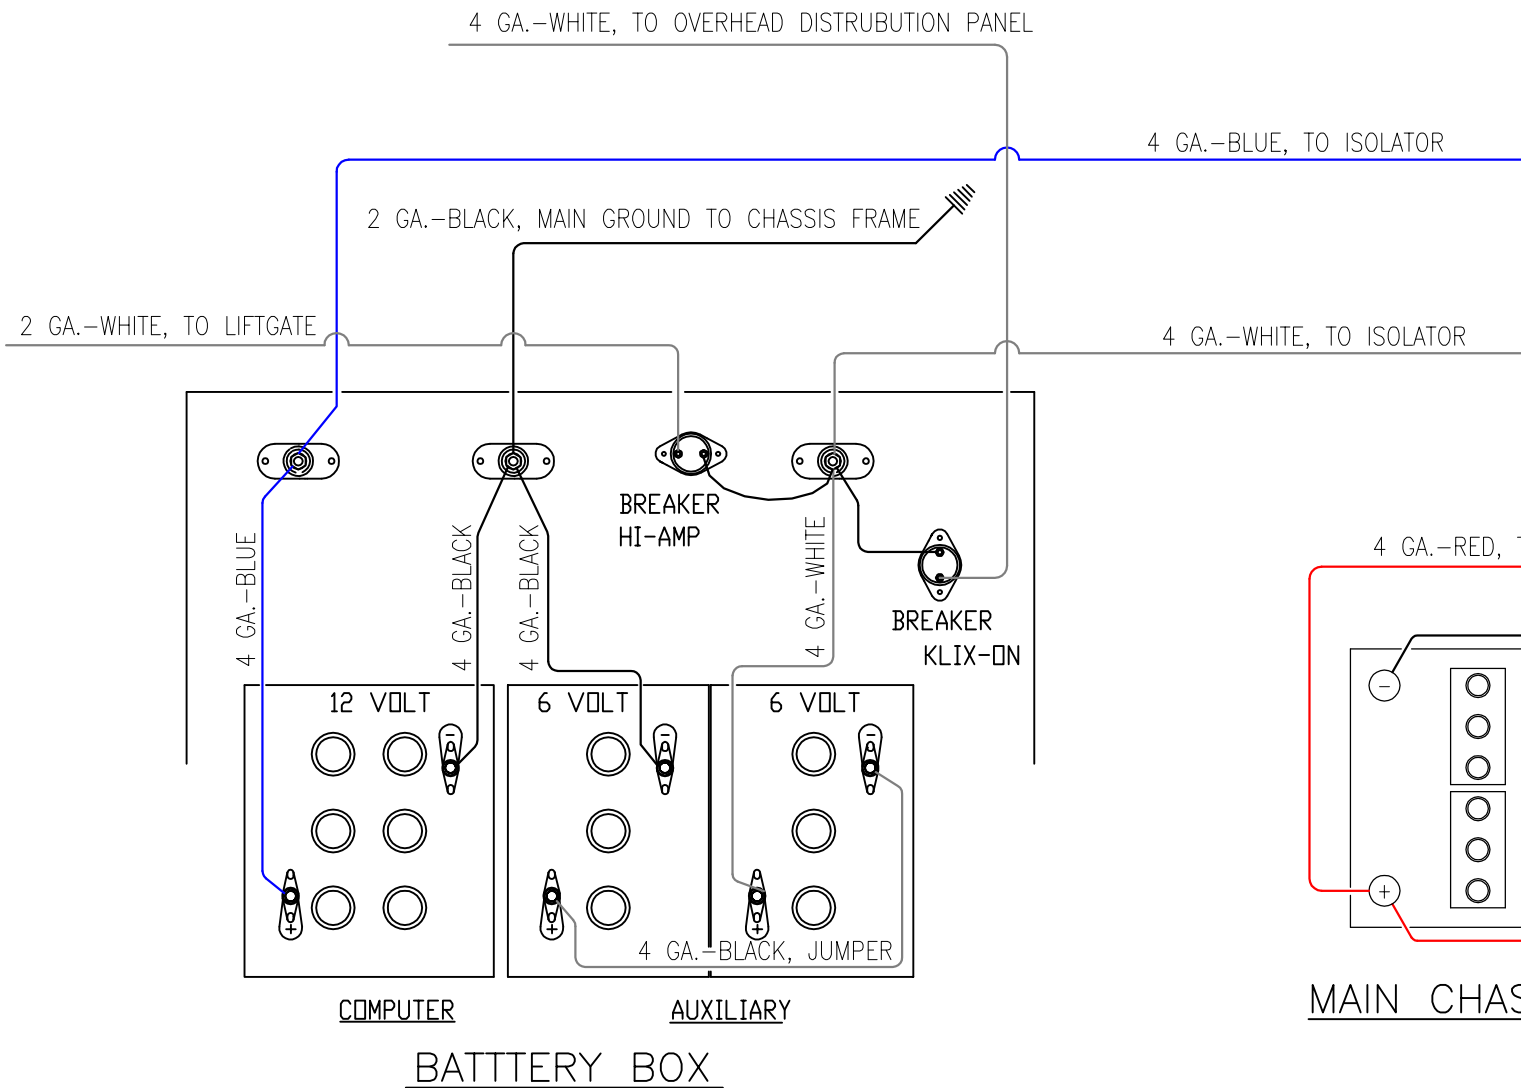 4 GA.-WHITE, TO OVERHEAD DISTRUBUTION PANEL
4 GA.-BLUE, TO ISOLATOR
2 GA.-BLACK, MAIN GROUND TO CHASSIS FRAME
2 GA.-WHITE, TO LIFTGATE
4 GA.-WHITE, TO ISOLATOR
BREAKER
HI-AMP
4 GA.-BLUE
4 GA.-BLACK
4 GA.-BLACK
4 GA.-WHITE
4 GA.-RED,
BREAKER
KLIX-ON
12 VOLT
6 VOLT
6 VOLT
-
-
-
-
+
+
+
+
4 GA.-BLACK, JUMPER
COMPUTER
AUXILIARY
MAIN
BATTTERY BOX